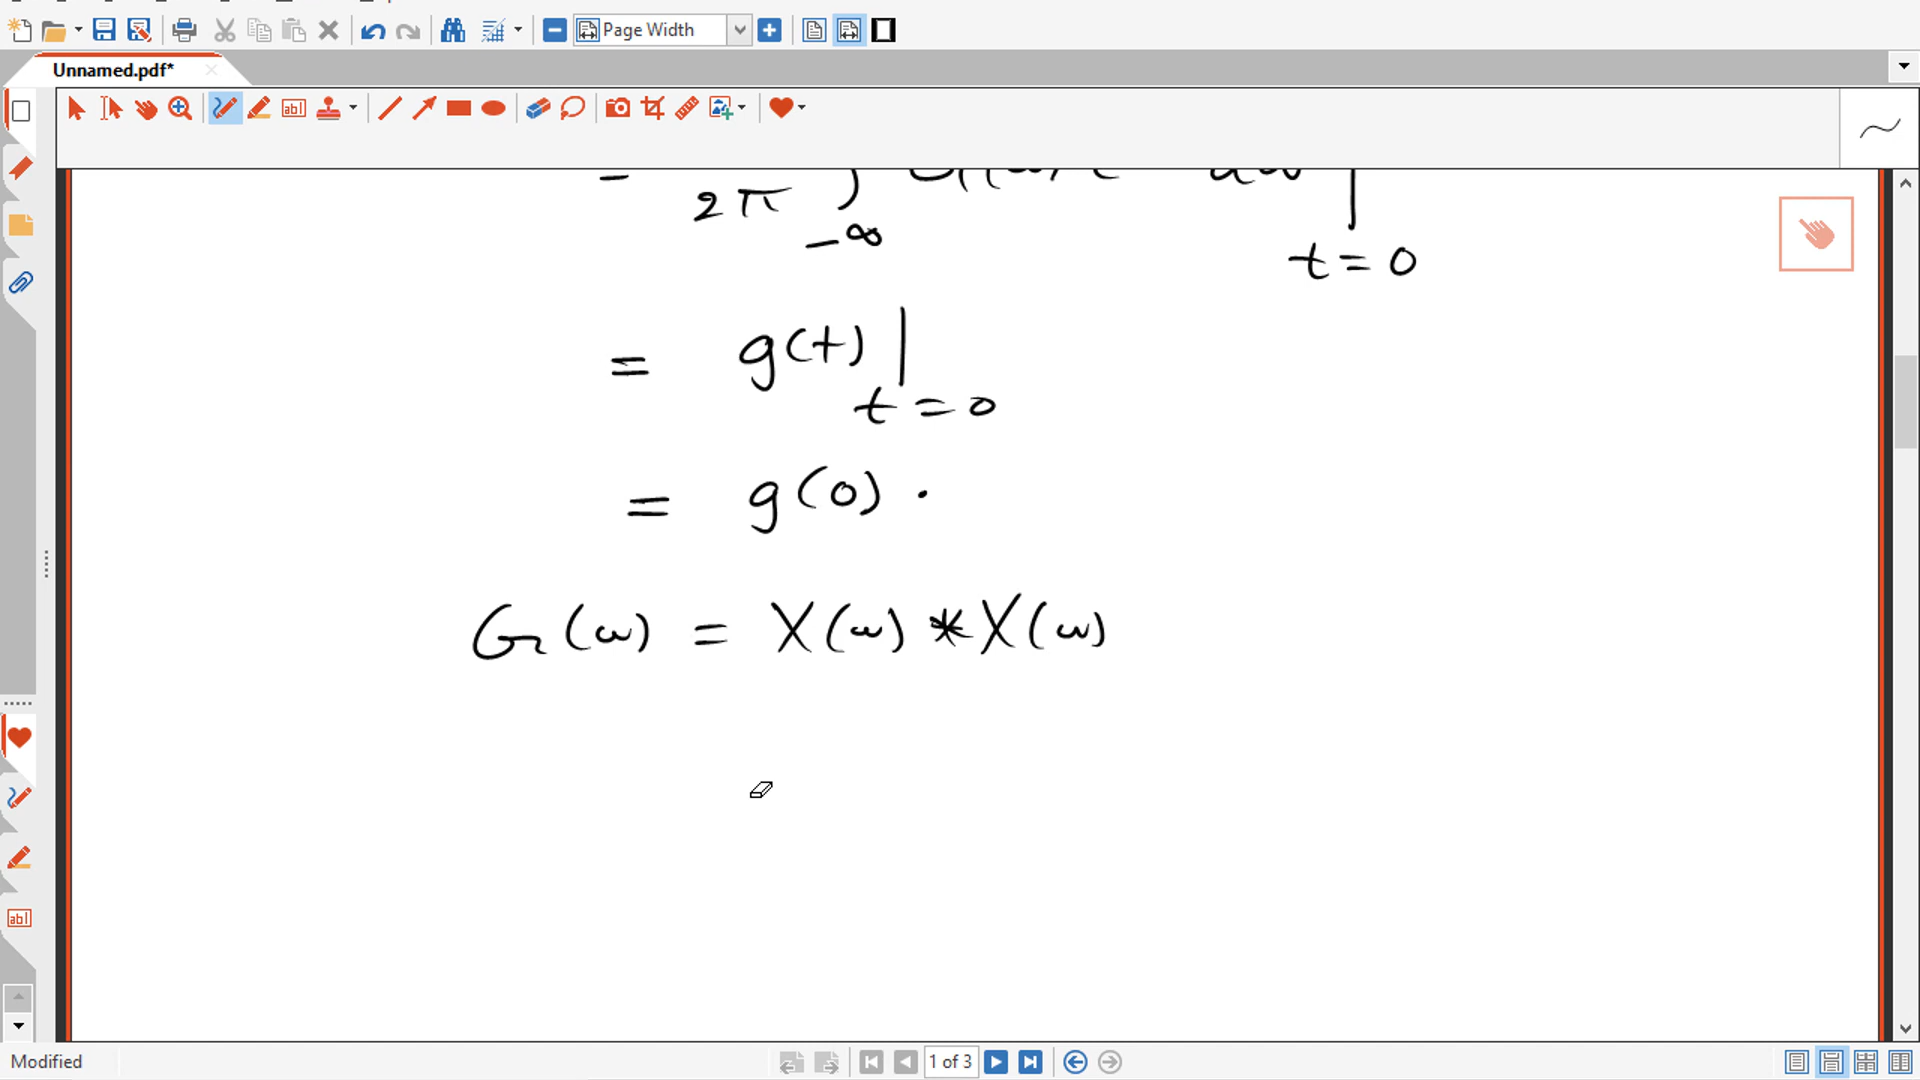 Page Width
Unnamed.pdf*
2π
-∞
t = 0
= g(t) |
t = 0
= g(0) .
G(ω) = X(ω) * X(ω)
Modified
1 of 3